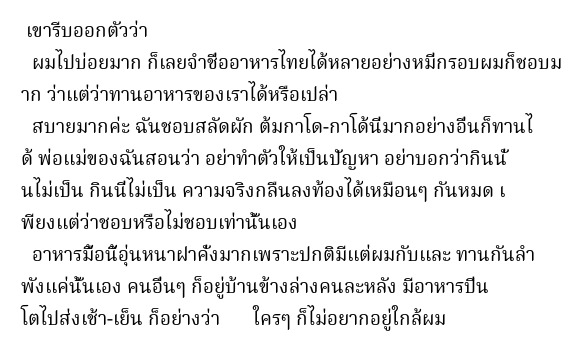 เขารีบออกตัวว่า
ผมไปบ่อยมาก ก็เลยจำชื่ออาหารไทยได้หลายอย่างหมี่กรอบผมก็ชอบม
าก ว่าแต่ว่าทานอาหารของเราได้หรือเปล่า
สบายมากค่ะ ฉันชอบสลัดผัก ต้มกาโด-กาโด้นี่มากอย่างอื่นก็ทานไ
ด้ พ่อแม่ของฉันสอนว่า อย่าทำตัวให้เป็นปัญหา อย่าบอกว่ากินนั่
นไม่เป็น กินนี่ไม่เป็น ความจริงกลืนลงท้องได้เหมือนๆ กันหมด เ
พียงแต่ว่าชอบหรือไม่ชอบเท่านั้นเอง
อาหารมื้อนี้อุ่นหนาฝาคั่งมากเพราะปกติมีแต่ผมกับและ ทานกันลำ
พังแค่นั้นเอง คนอื่นๆ ก็อยู่บ้านข้างล่างคนละหลัง มีอาหารปิ่น
โตไปส่งเช้า-เย็น ก็อย่างว่า ใครๆ ก็ไม่อยากอยู่ใกล้ผม